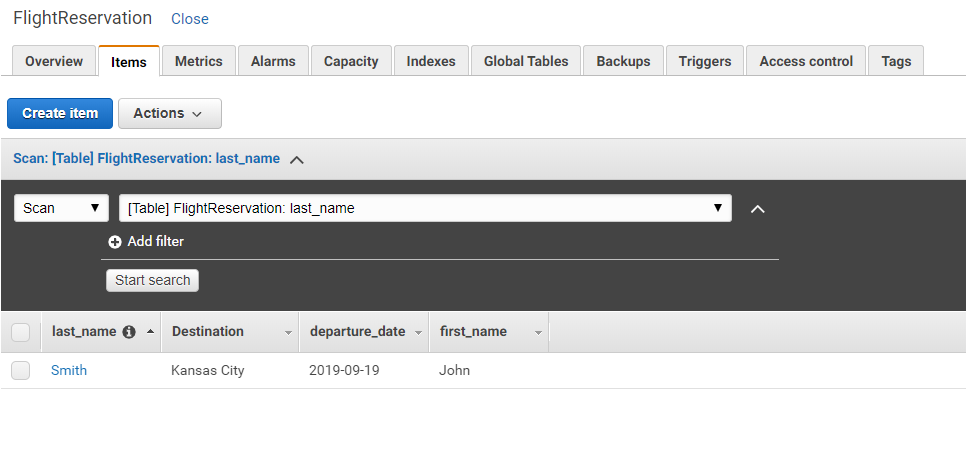 FlightReservation Close
Overview Items Metrics Alarms Capacity Indexes Global Tables Backups Triggers Access control Tags
Create item Actions
Scan: [Table] FlightReservation: last_name
Scan [Table] FlightReservation: last_name
Add filter
Start search
last_name Destination departure_date first_name
Smith Kansas City 2019-09-19 John